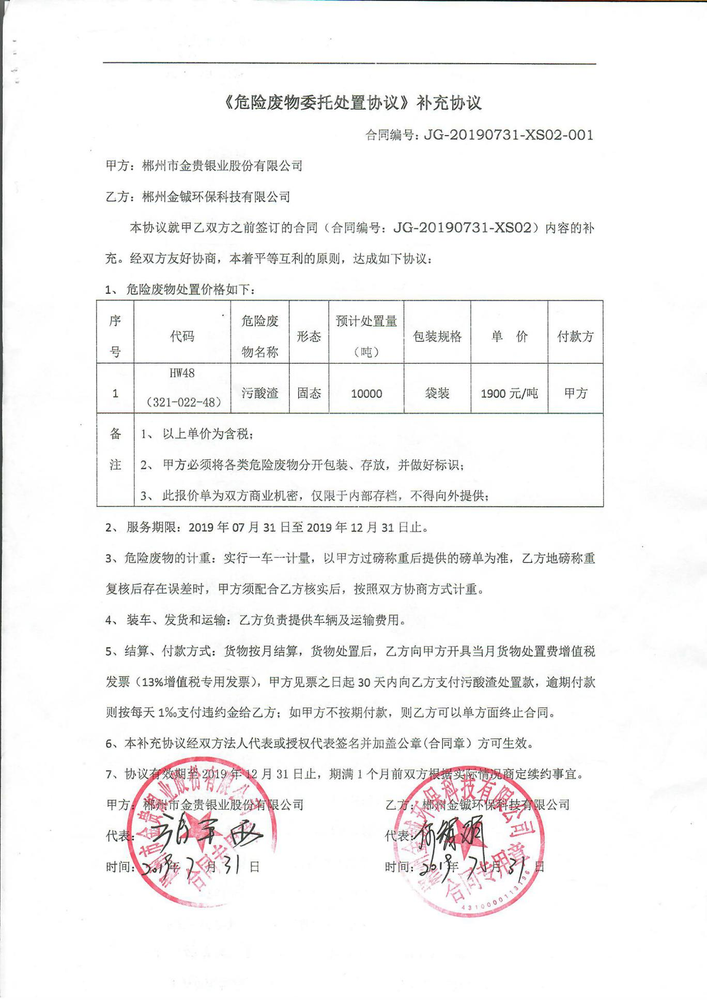 《危险废物委托处置协议》补充协议
合同编号：JG-20190731-XS02-001
甲方：郴州市金贵银业股份有限公司
乙方：郴州金铖环保科技有限公司
本协议就甲乙双方之前签订的合同（合同编号：JG-20190731-XS02）内容的补
充。经双方友好协商，本着平等互利的原则，达成如下协议：
1、 危险废物处置价格如下：
序号 代码 危险废物名称 形态 预计处置量（吨） 包装规格 单 价 付款方
1 HW48（321-022-48） 污酸渣 固态 10000 袋装 1900 元/吨 甲方
备注
1、 以上单价为含税；
2、 甲方必须将各类危险废物分开包装、存放，并做好标识；
3、 此报价单为双方商业机密，仅限于内部存档，不得向外提供；
2、 服务期限：2019 年 07 月 31 日至 2019 年 12 月 31 日止。
3、危险废物的计重：实行一车一计量，以甲方过磅称重后提供的磅单为准，乙方地磅称重
复核后存在误差时，甲方须配合乙方核实后，按照双方协商方式计重。
4、 装车、发货和运输：乙方负责提供车辆及运输费用。
5、结算、付款方式：货物按月结算，货物处置后，乙方向甲方开具当月货物处置费增值税
发票（13%增值税专用发票），甲方见票之日起 30 天内向乙方支付污酸渣处置款，逾期付款
则按每天 1‰支付违约金给乙方；如甲方不按期付款，则乙方可以单方面终止合同。
6、本补充协议经双方法人代表或授权代表签名并加盖公章(合同章）方可生效。
7、协议有效期至 2019 年 12 月 31 日止，期满 1 个月前双方根据实际情况商定续约事宜。
甲方：郴州市金贵银业股份有限公司 乙方：郴州金铖环保科技有限公司
代表： 代表：
时间：2019年 7 月 31 日 时间：2019年 7 月 31 日
郴州市金贵银业股份有限公司
合同专用章
郴州金铖环保科技有限公司
合同专用章
4310000113196